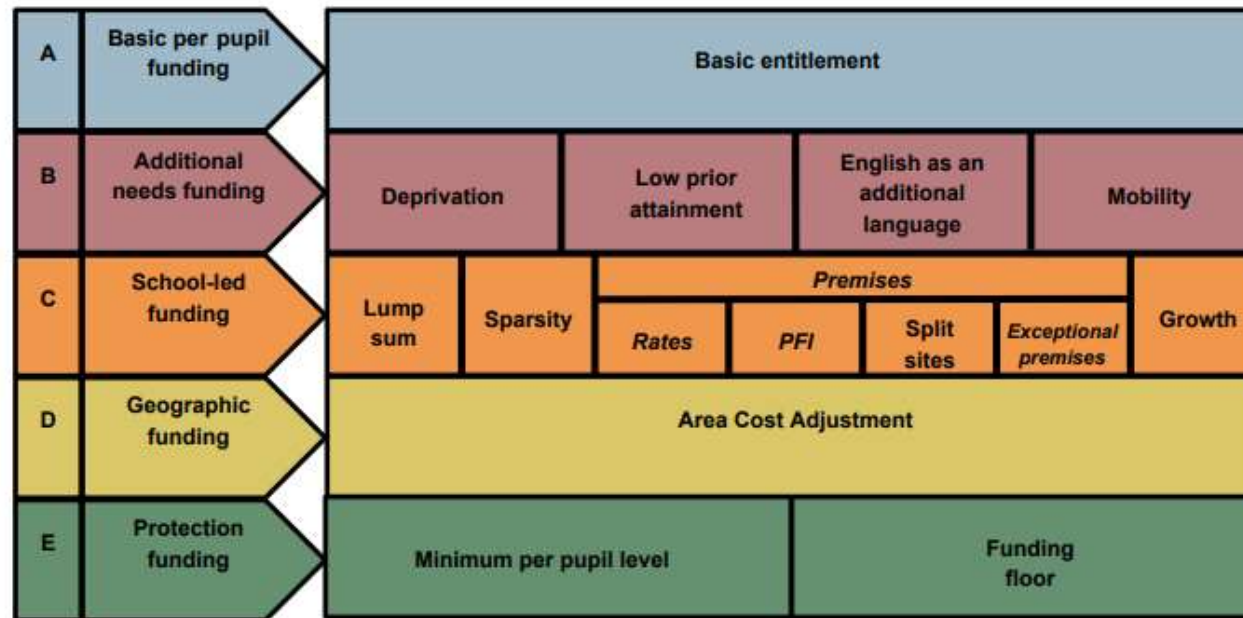 A
Basic per pupil
funding
Basic entitlement
B
Additional
needs funding
Deprivation
Low prior
attainment
English as an
additional
language
Mobility
C
School-led
funding
Lump
sum
Sparsity
Premises
Rates
PFI
Split
sites
Exceptional
premises
Growth
D
Geographic
funding
Area Cost Adjustment
E
Protection
funding
Minimum per pupil level
Funding
floor